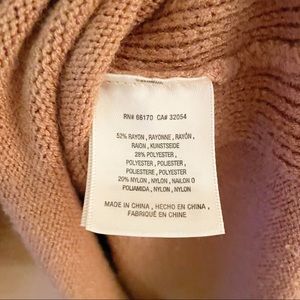 RN# 66170 CA# 32054
52% RAYON, RAYONNE, RAYÓN,
RAION, KUNSTSEIDE
28% POLYESTER,
POLYESTER, POLIESTER,
POLIESTERE, POLYESTER
20% NYLON, NYLON, NAILON O
POLIAMIDA, NYLON, NYLON
MADE IN CHINA, HECHO EN CHINA,
FABRIQUÉ EN CHINE